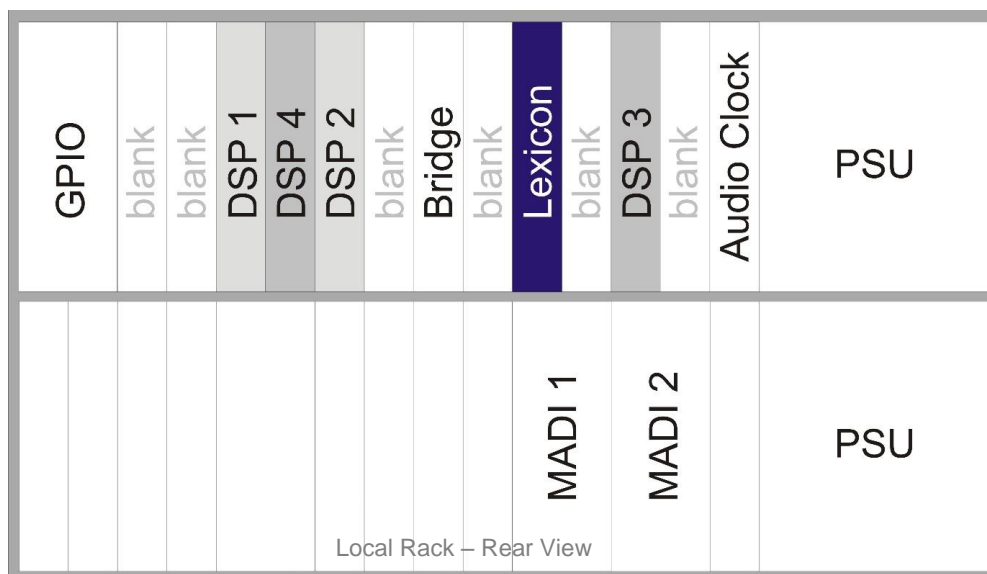 GPIO
blank
blank
DSP 1
DSP 4
DSP 2
blank
Bridge
blank
Lexicon
blank
DSP 3
blank
Audio Clock
PSU
MADI 1
MADI 2
PSU
Local Rack – Rear View